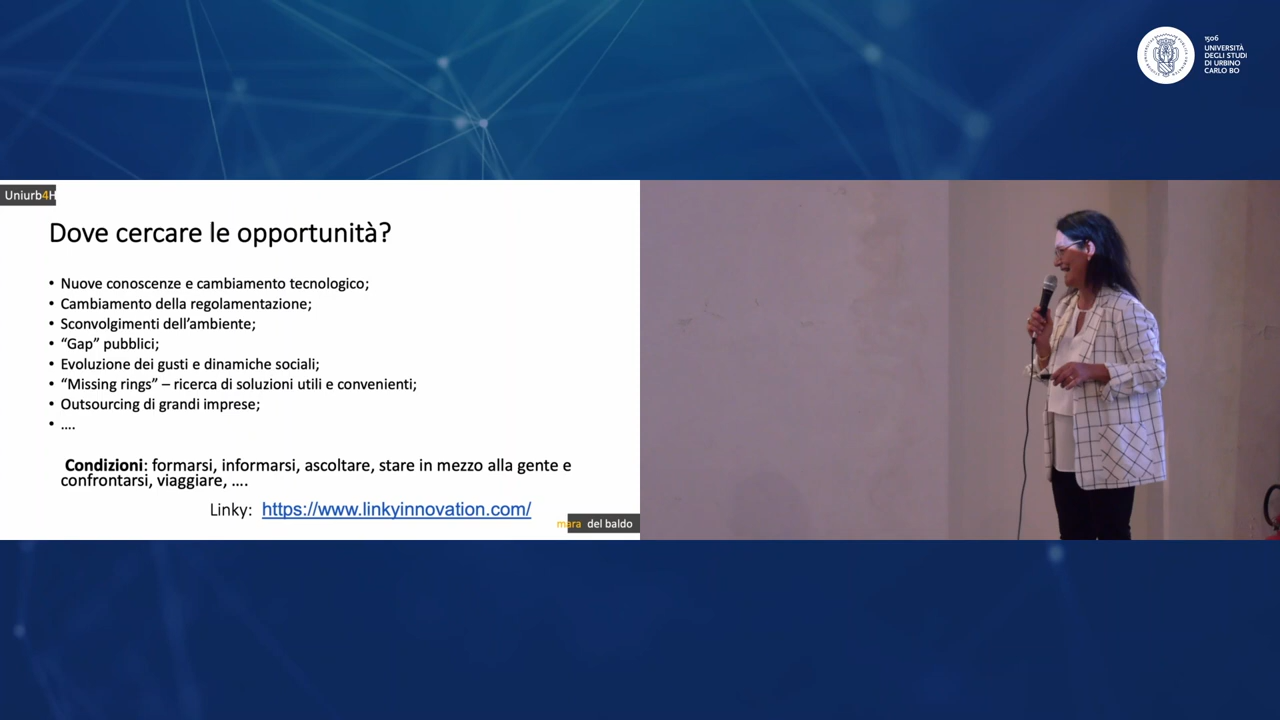 1506
UNIVERSITÀ
DEGLI STUDI
DI URBINO
CARLO BO
Uniurb4H
Dove cercare le opportunità?
• Nuove conoscenze e cambiamento tecnologico;
• Cambiamento della regolamentazione;
• Sconvolgimenti dell’ambiente;
• “Gap” pubblici;
• Evoluzione dei gusti e dinamiche sociali;
• “Missing rings” – ricerca di soluzioni utili e convenienti;
• Outsourcing di grandi imprese;
• ....
Condizioni: formarsi, informarsi, ascoltare, stare in mezzo alla gente e
confrontarsi, viaggiare, ....
Linky: https://www.linkyinnovation.com/
mara del baldo